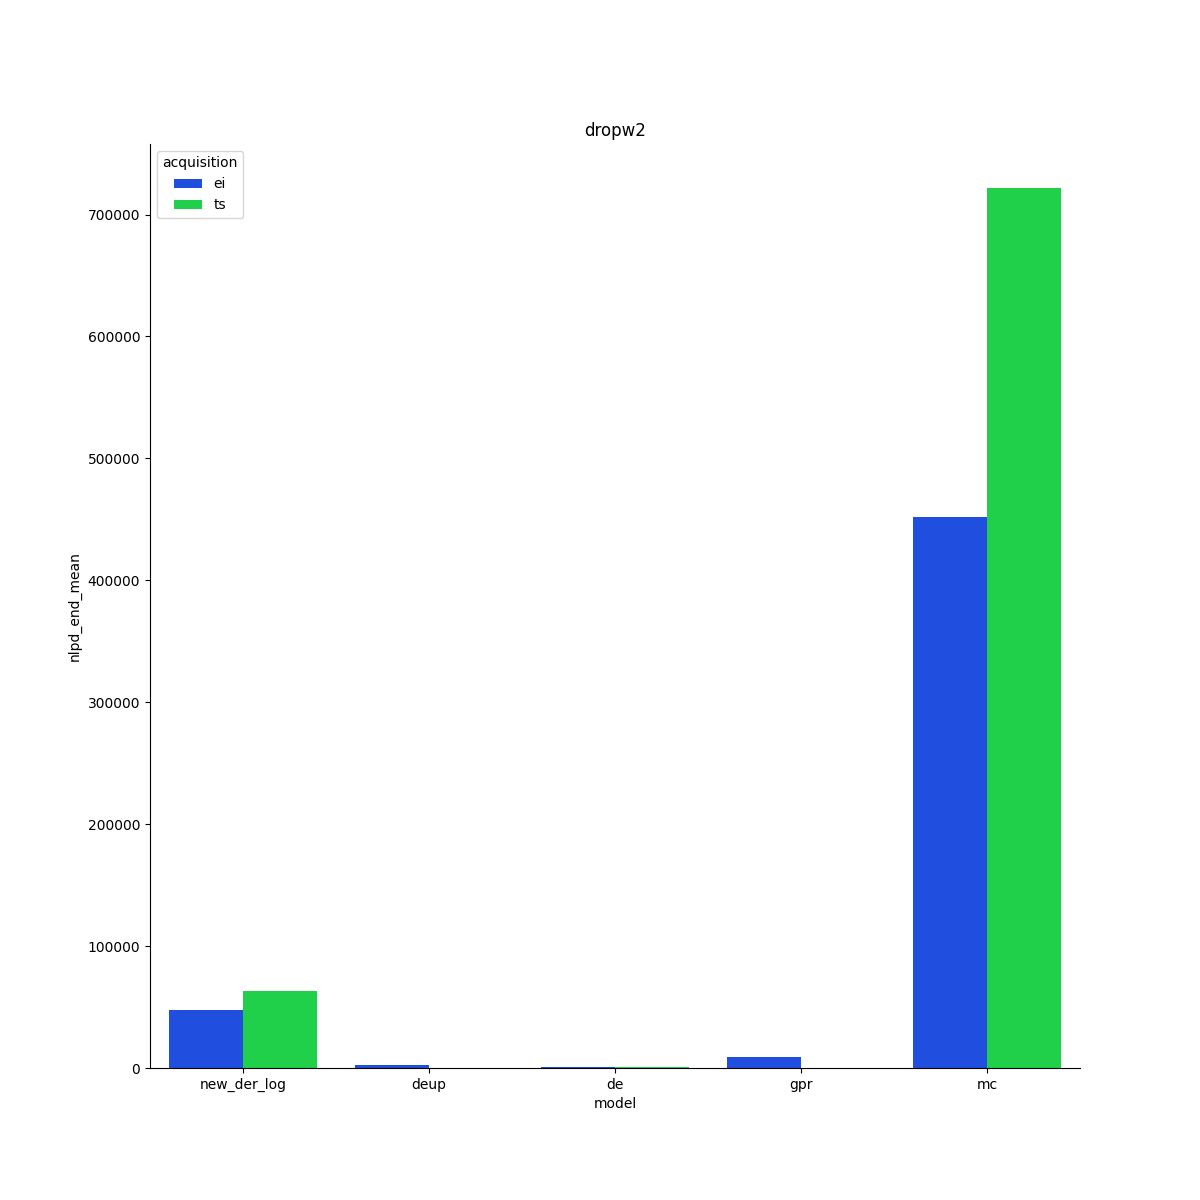 dropw2
acquisition
ei
ts
nlpd_end_mean
700000
600000
500000
400000
300000
200000
100000
0
new_der_log deup de gpr mc
model